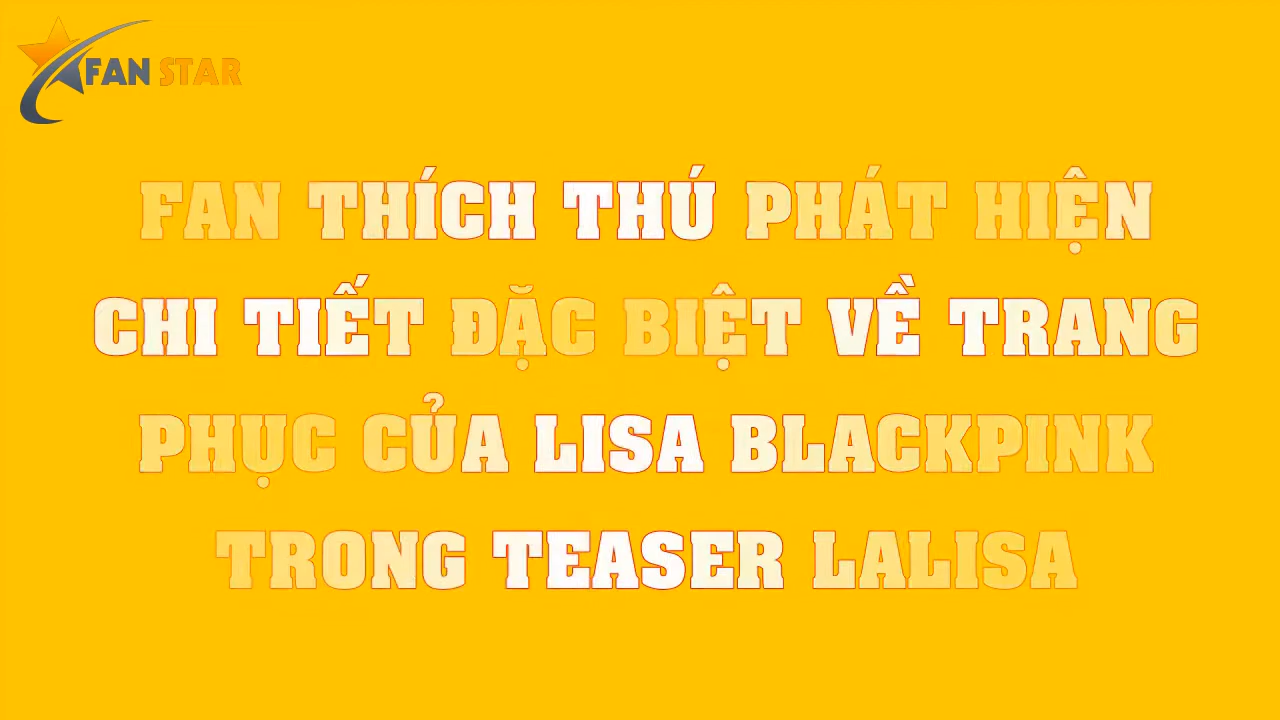 FAN STAR
FAN THÍCH THÚ PHÁT HIỆN
CHI TIẾT ĐẶC BIỆT VỀ TRANG
PHỤC CỦA LISA BLACKPINK
TRONG TEASER LALISA